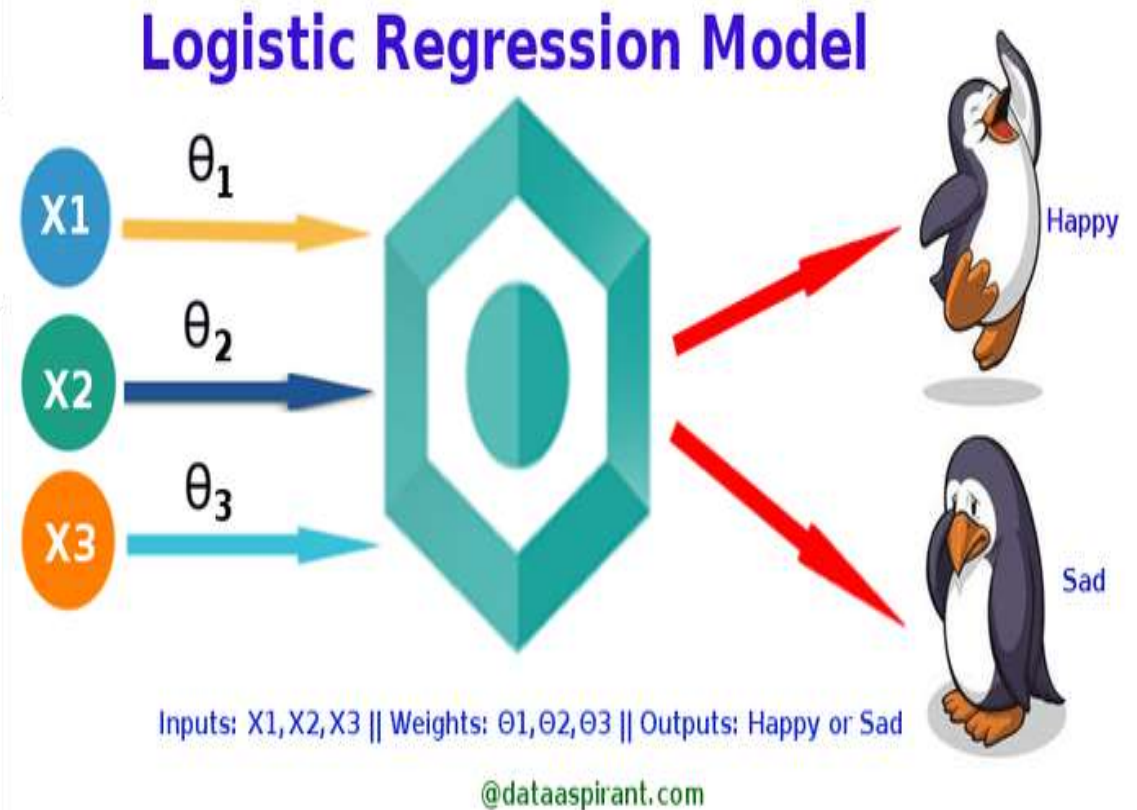 Logistic Regression Model
X1
θ1
X2
θ2
X3
θ3
Happy
Sad
Inputs: X1,X2,X3 || Weights: Θ1,Θ2,Θ3 || Outputs: Happy or Sad
@dataaspirant.com